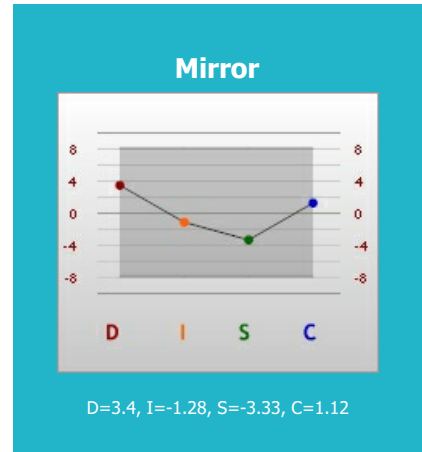 Mirror
8 8
4 4
0 0
-4 -4
-8 -8
D I S C
D=3.4, I=-1.28, S=-3.33, C=1.12